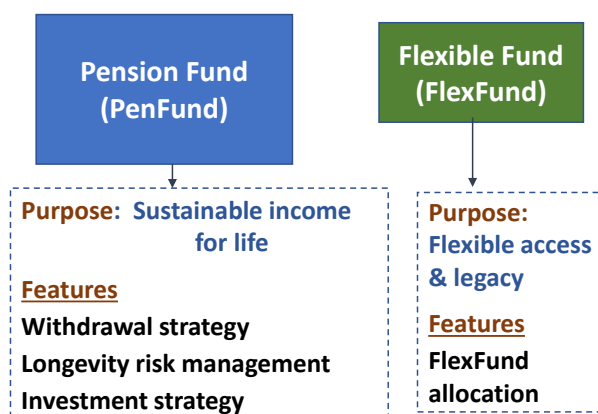 Pension Fund
(PenFund)
Flexible Fund
(FlexFund)
Purpose: Sustainable income
for life
Features
Withdrawal strategy
Longevity risk management
Investment strategy
Purpose:
Flexible access
& legacy
Features
FlexFund
allocation